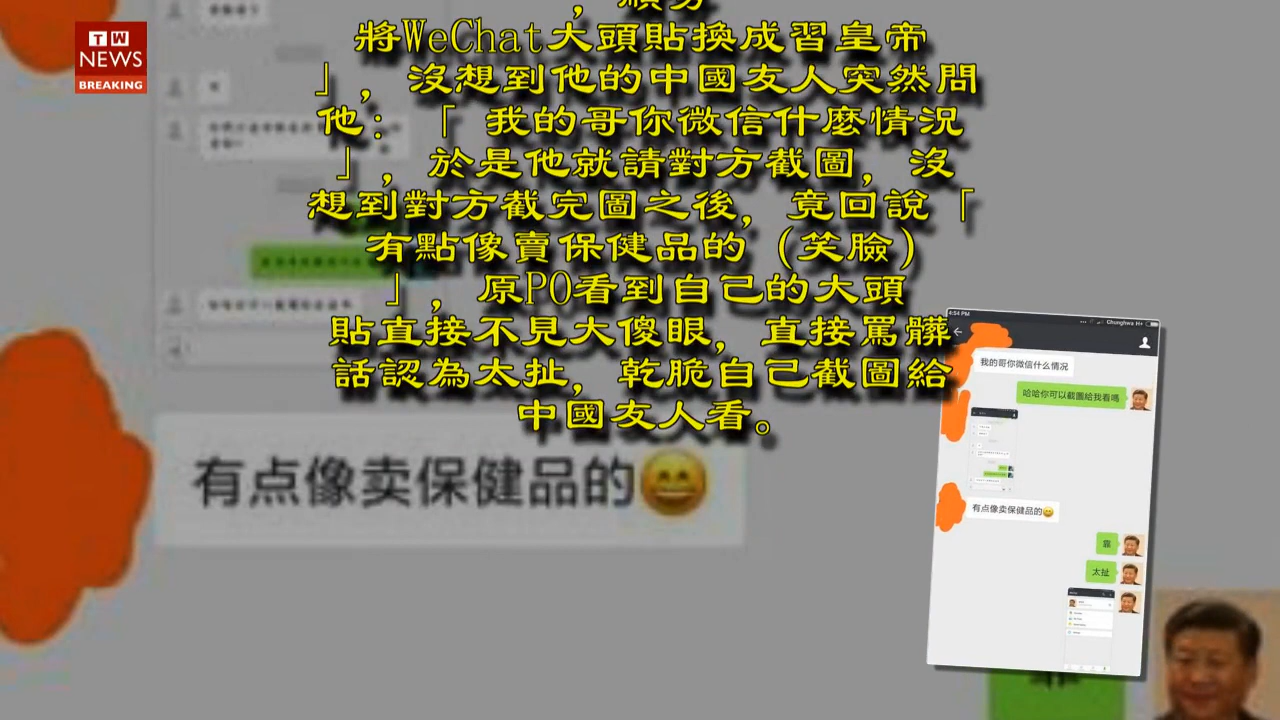 TW
NEWS
BREAKING
將WeChat大頭貼換成習皇帝
」，沒想到他的中國友人突然問
他：「 我的哥你微信什麼情況
」，於是他就請對方截圖，沒
想到對方截完圖之後，竟回說「
有點像賣保健品的（笑臉）
」，原PO看到自己的大頭
貼直接不見大傻眼，直接罵髒
話認為太扯，乾脆自己截圖給
中國友人看。
有点像卖保健品的😄
4:54 PM
Chunghwa
我的哥你微信什么情况
哈哈你可以截圖給我看嗎
有点像卖保健品的😄
靠
太扯